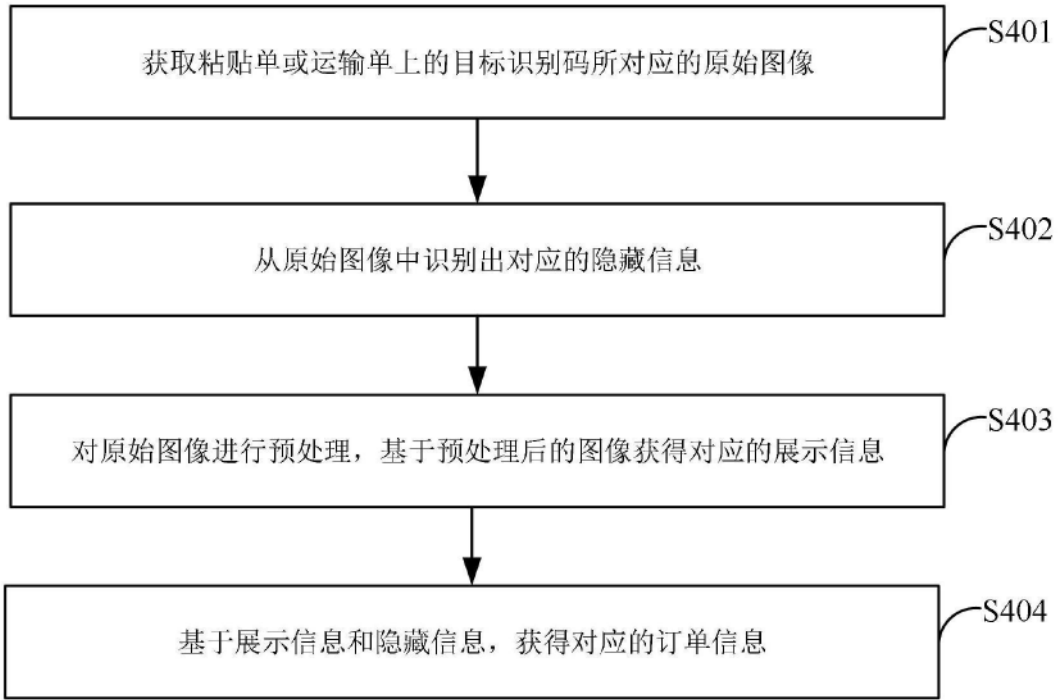 获取粘贴单或运输单上的目标识别码所对应的原始图像
S401
从原始图像中识别出对应的隐藏信息
S402
对原始图像进行预处理，基于预处理后的图像获得对应的展示信息
S403
基于展示信息和隐藏信息，获得对应的订单信息
S404